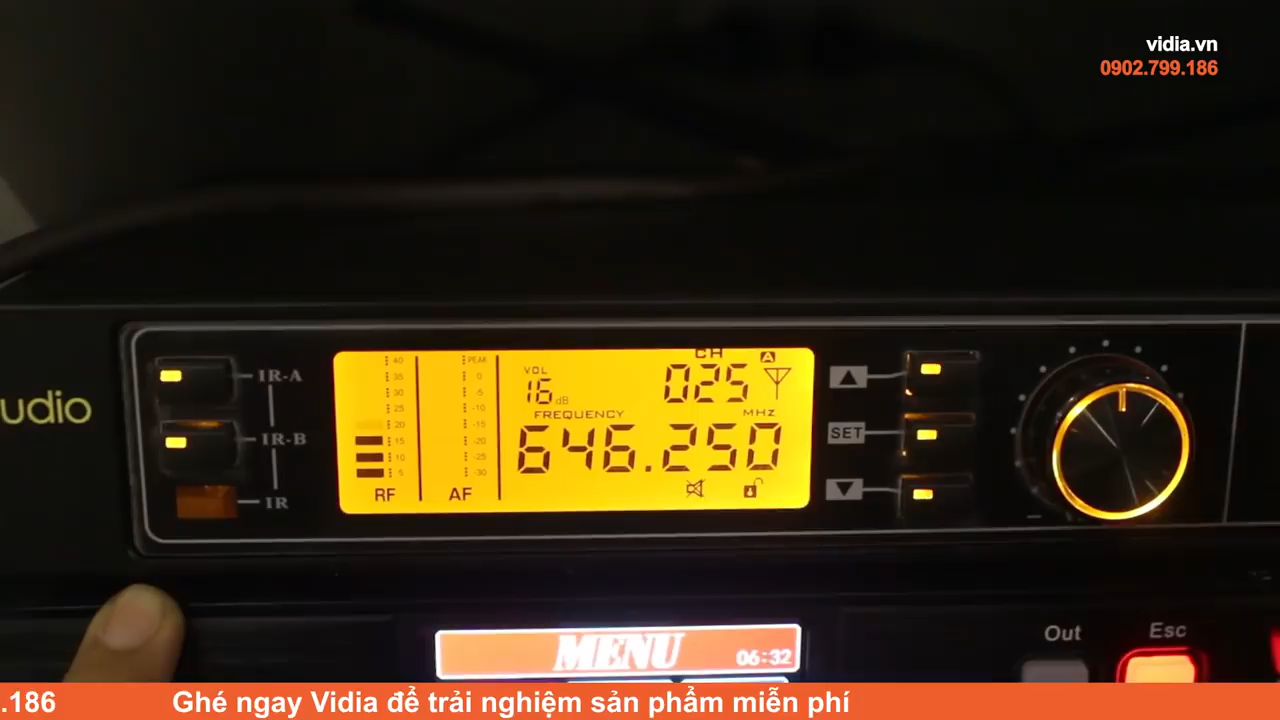 vidia.vn
0902.799.186
udio
IR-A
IR-B
IR
40
35
30
25
20
15
10
5
RF
PEAK
0
-5
-10
-15
-20
-25
-30
AF
VOL
16 dB
CH
025
A
FREQUENCY
MHz
646.250
SET
MENU
06:32
Out
Esc
.186 Ghé ngay Vidia để trải nghiệm sản phẩm miễn phí